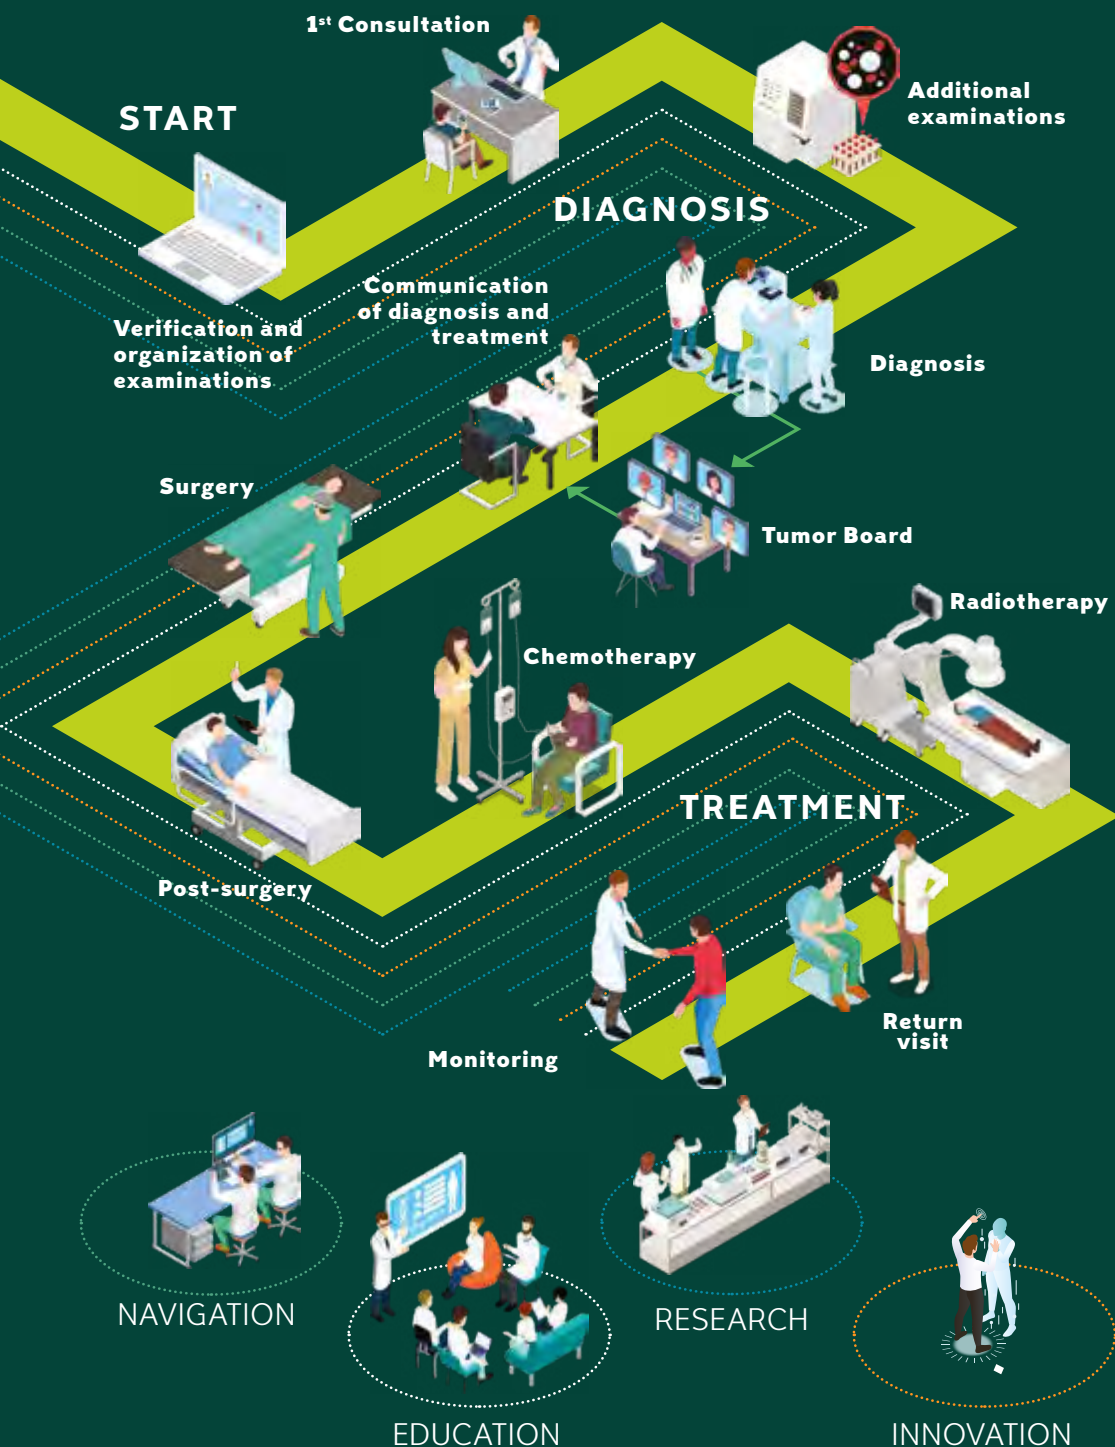 1st Consultation
START
Additional
examinations
DIAGNOSIS
Communication
of diagnosis and
treatment
Verification and
organization of
examinations
Diagnosis
Surgery
Tumor Board
Radiotherapy
Chemotherapy
TREATMENT
Post-surgery
Return
visit
Monitoring
NAVIGATION
RESEARCH
EDUCATION
INNOVATION